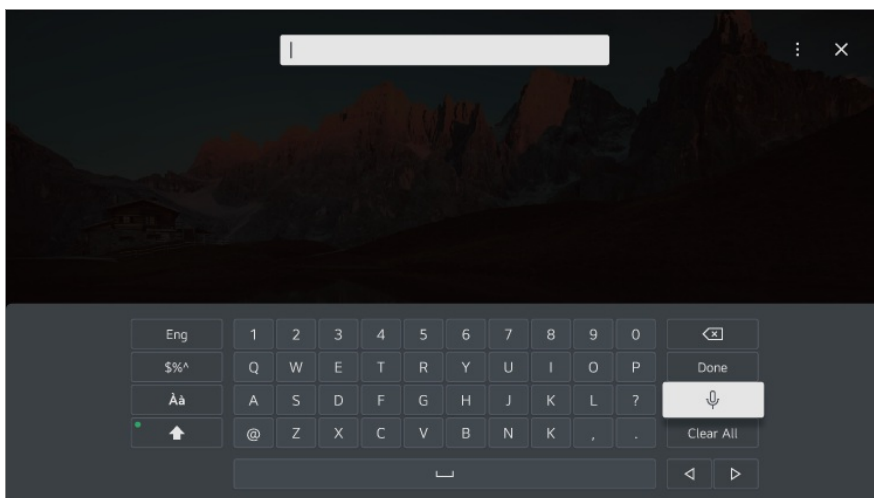 Eng 1 2 3 4 5 6 7 8 9 0
$%^ Q W E T R Y U I O P Done
Àà A S D F G H J K L ?
@ Z X C V B N K , . Clear All